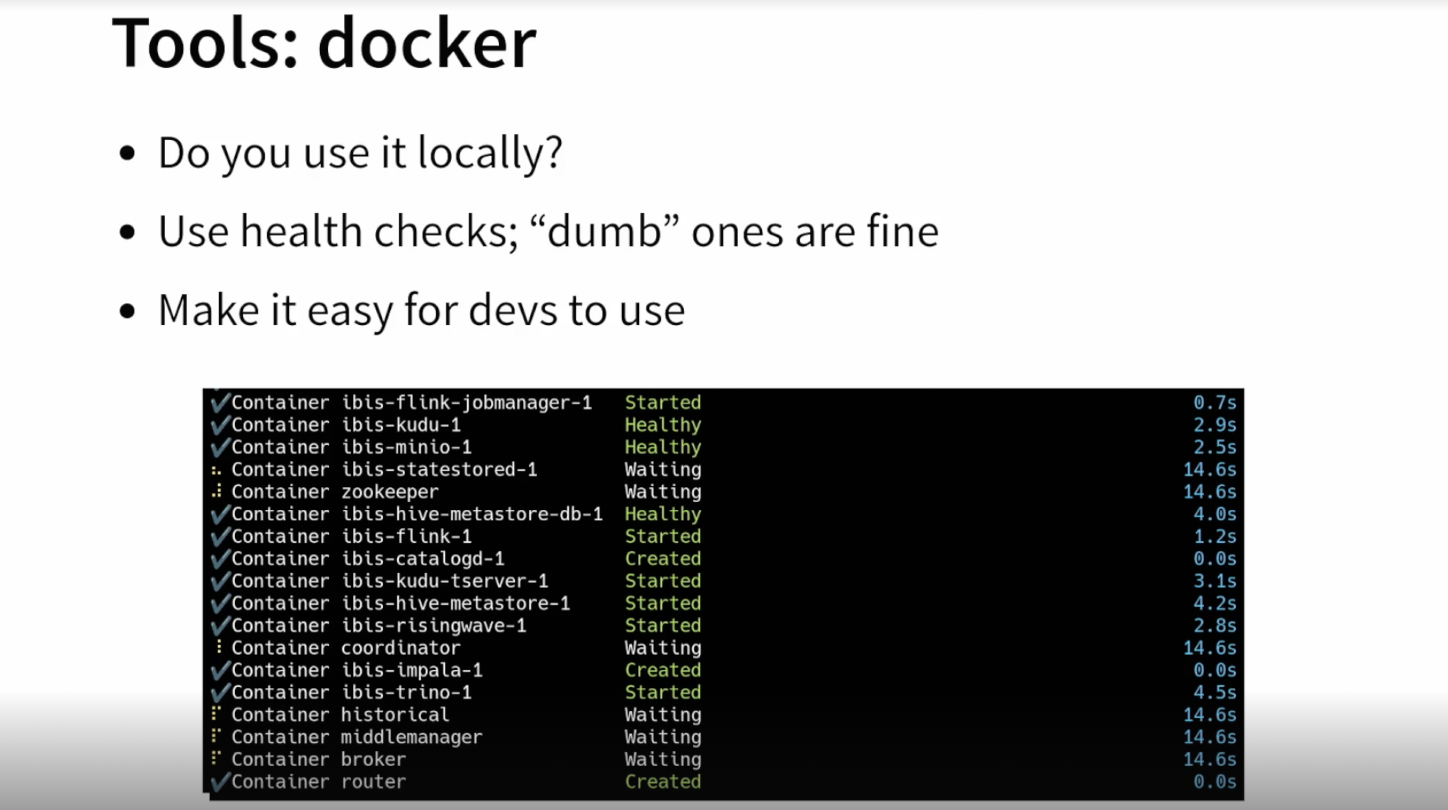 Tools: docker
• Do you use it locally?
• Use health checks; “dumb” ones are fine
• Make it easy for devs to use
✔Container ibis-flink-jobmanager-1 Started 0.7s
✔Container ibis-kudu-1 Healthy 2.9s
✔Container ibis-minio-1 Healthy 2.5s
Container ibis-statestored-1 Waiting 14.6s
Container zookeeper Waiting 14.6s
✔Container ibis-hive-metastore-db-1 Healthy 4.0s
✔Container ibis-flink-1 Started 1.2s
✔Container ibis-catalogd-1 Created 0.0s
✔Container ibis-kudu-tserver-1 Started 3.1s
✔Container ibis-hive-metastore-1 Started 4.2s
✔Container ibis-risingwave-1 Started 2.8s
Container coordinator Waiting 14.6s
✔Container ibis-impala-1 Created 0.0s
✔Container ibis-trino-1 Started 4.5s
Container historical Waiting 14.6s
Container middlemanager Waiting 14.6s
Container broker Waiting 14.6s
✔Container router Created 0.0s